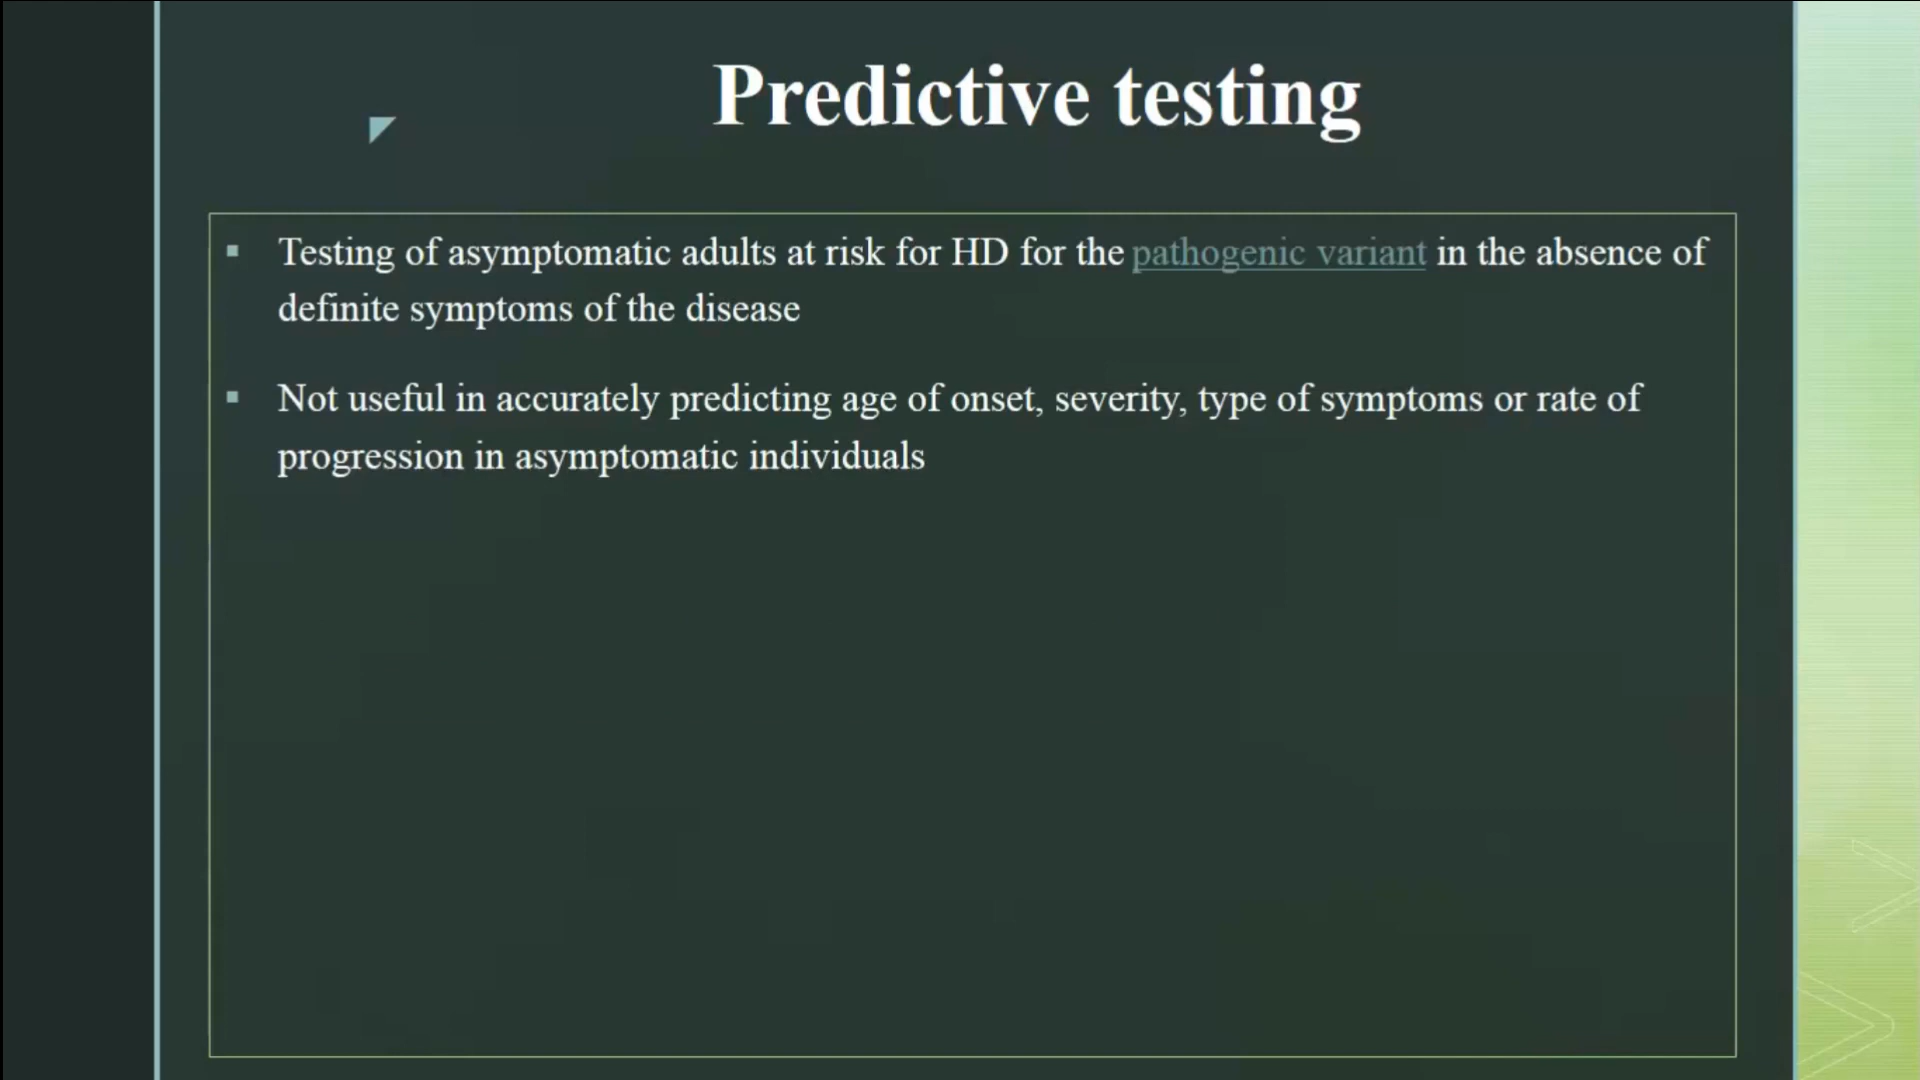 Predictive testing
Testing of asymptomatic adults at risk for HD for the pathogenic variant in the absence of
definite symptoms of the disease
Not useful in accurately predicting age of onset, severity, type of symptoms or rate of
progression in asymptomatic individuals